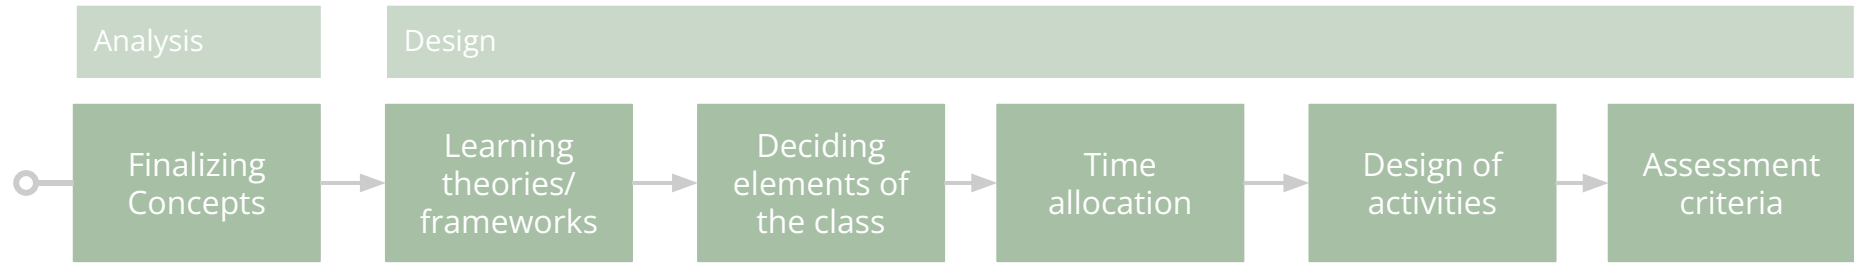 Analysis
Design
Finalizing
Concepts
Learning
theories/
frameworks
Deciding
elements of
the class
Time
allocation
Design of
activities
Assessment
criteria